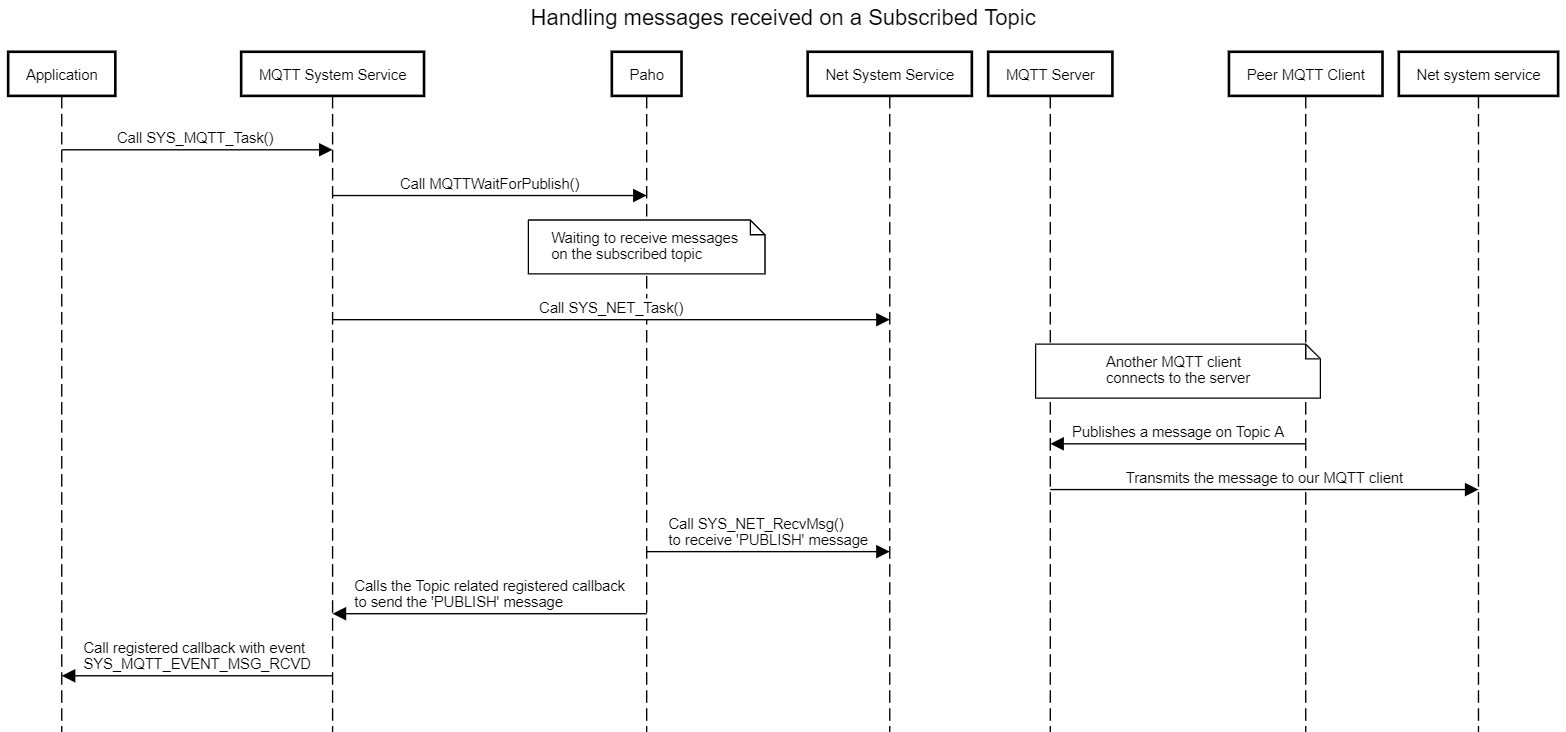 Handling messages received on a Subscribed Topic
Application
MQTT System Service
Paho
Net System Service
MQTT Server
Peer MQTT Client
Net system service
Call SYS_MQTT_Task()
Call MQTTWaitForPublish()
Waiting to receive messages
on the subscribed topic
Call SYS_NET_Task()
Another MQTT client
connects to the server
Publishes a message on Topic A
Transmits the message to our MQTT client
Call SYS_NET_RecvMsg()
to receive 'PUBLISH' message
Calls the Topic related registered callback
to send the 'PUBLISH' message
Call registered callback with event
SYS_MQTT_EVENT_MSG_RCVD